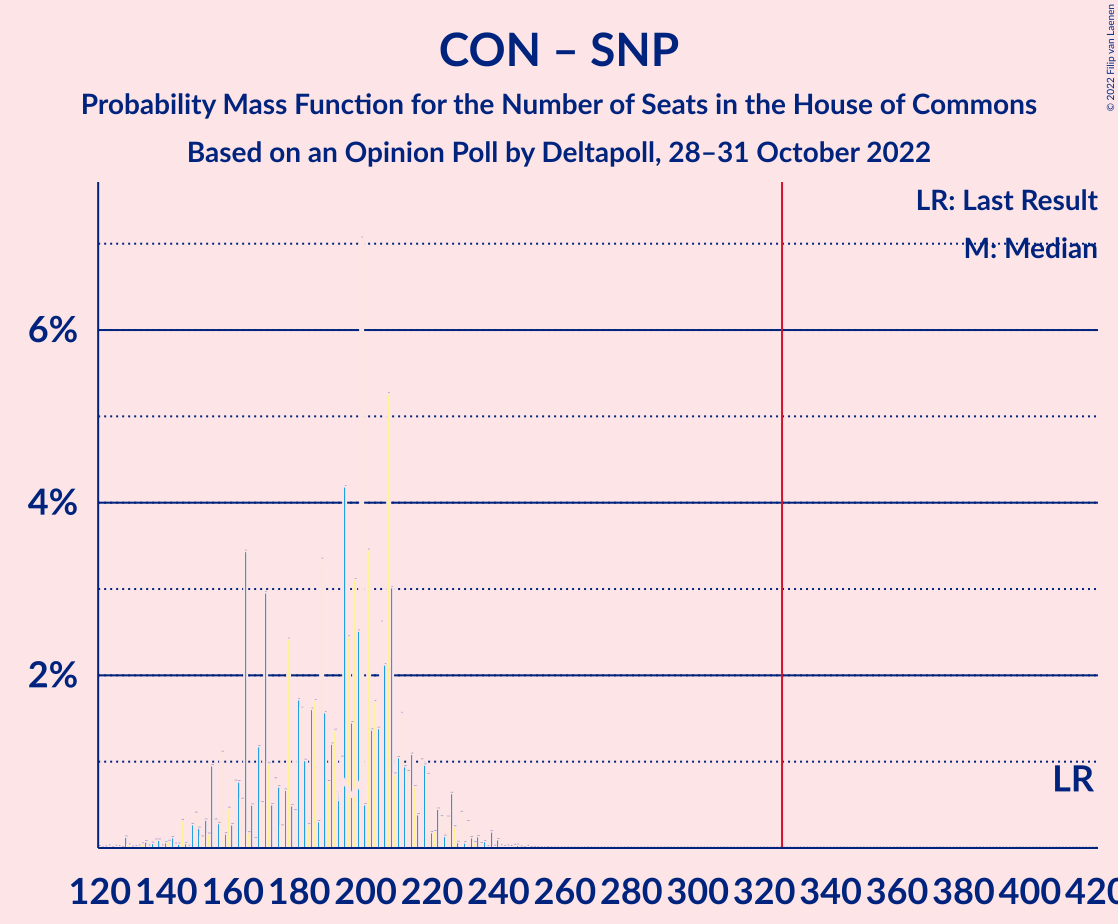 CON – SNP
Probability Mass Function for the Number of Seats in the House of Commons
Based on an Opinion Poll by Deltapoll, 28–31 October 2022
© 2022 Filip van Laenen
LR: Last Result
M: Median
6%
4%
2%
LR
120 140 160 180 200 220 240 260 280 300 320 340 360 380 400 420